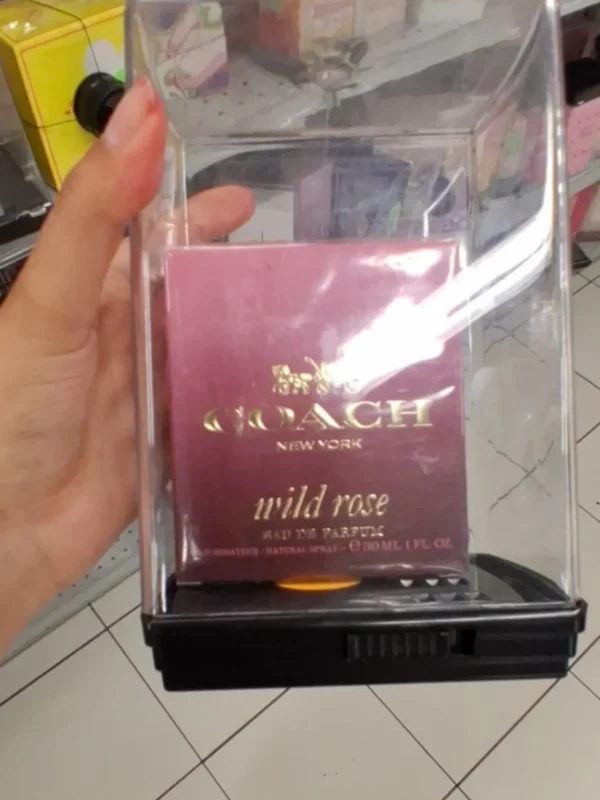 COACH
NEW YORK
wild rose
EAU DE PARFUM
NATURAL SPRAY - ℮ 30 ML 1 FL. OZ.